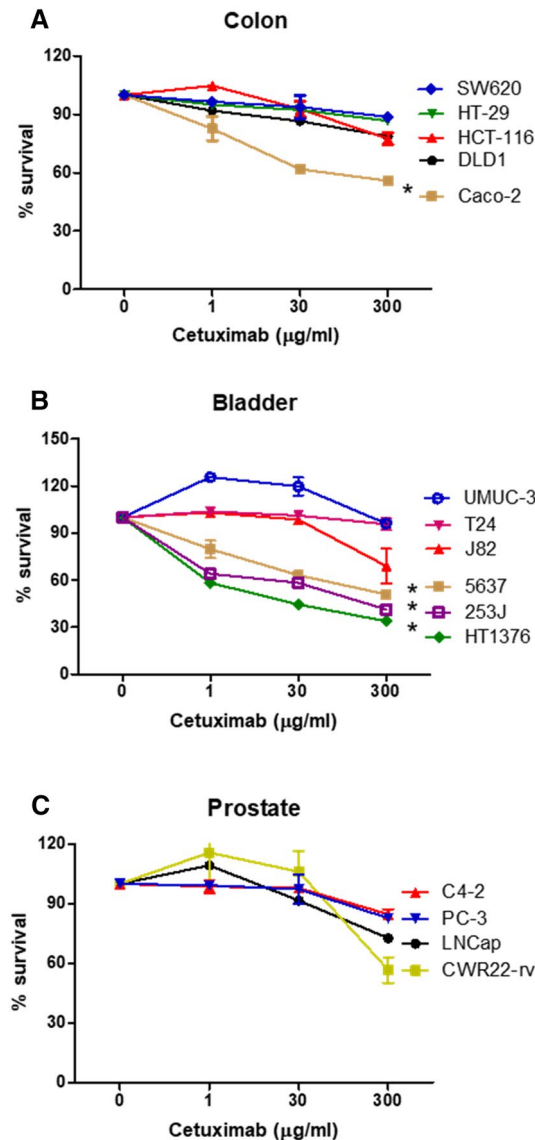 A
Colon
120
90
60
30
0
% survival
0 1 30 300
Cetuximab (μg/ml)
SW620
HT-29
HCT-116
DLD1
* Caco-2
B
Bladder
150
120
90
60
30
0
% survival
0 1 30 300
Cetuximab (μg/ml)
UMUC-3
T24
J82
* 5637
* 253J
* HT1376
C
Prostate
120
90
60
30
0
% survival
0 1 30 300
Cetuximab (μg/ml)
C4-2
PC-3
LNCap
CWR22-rv